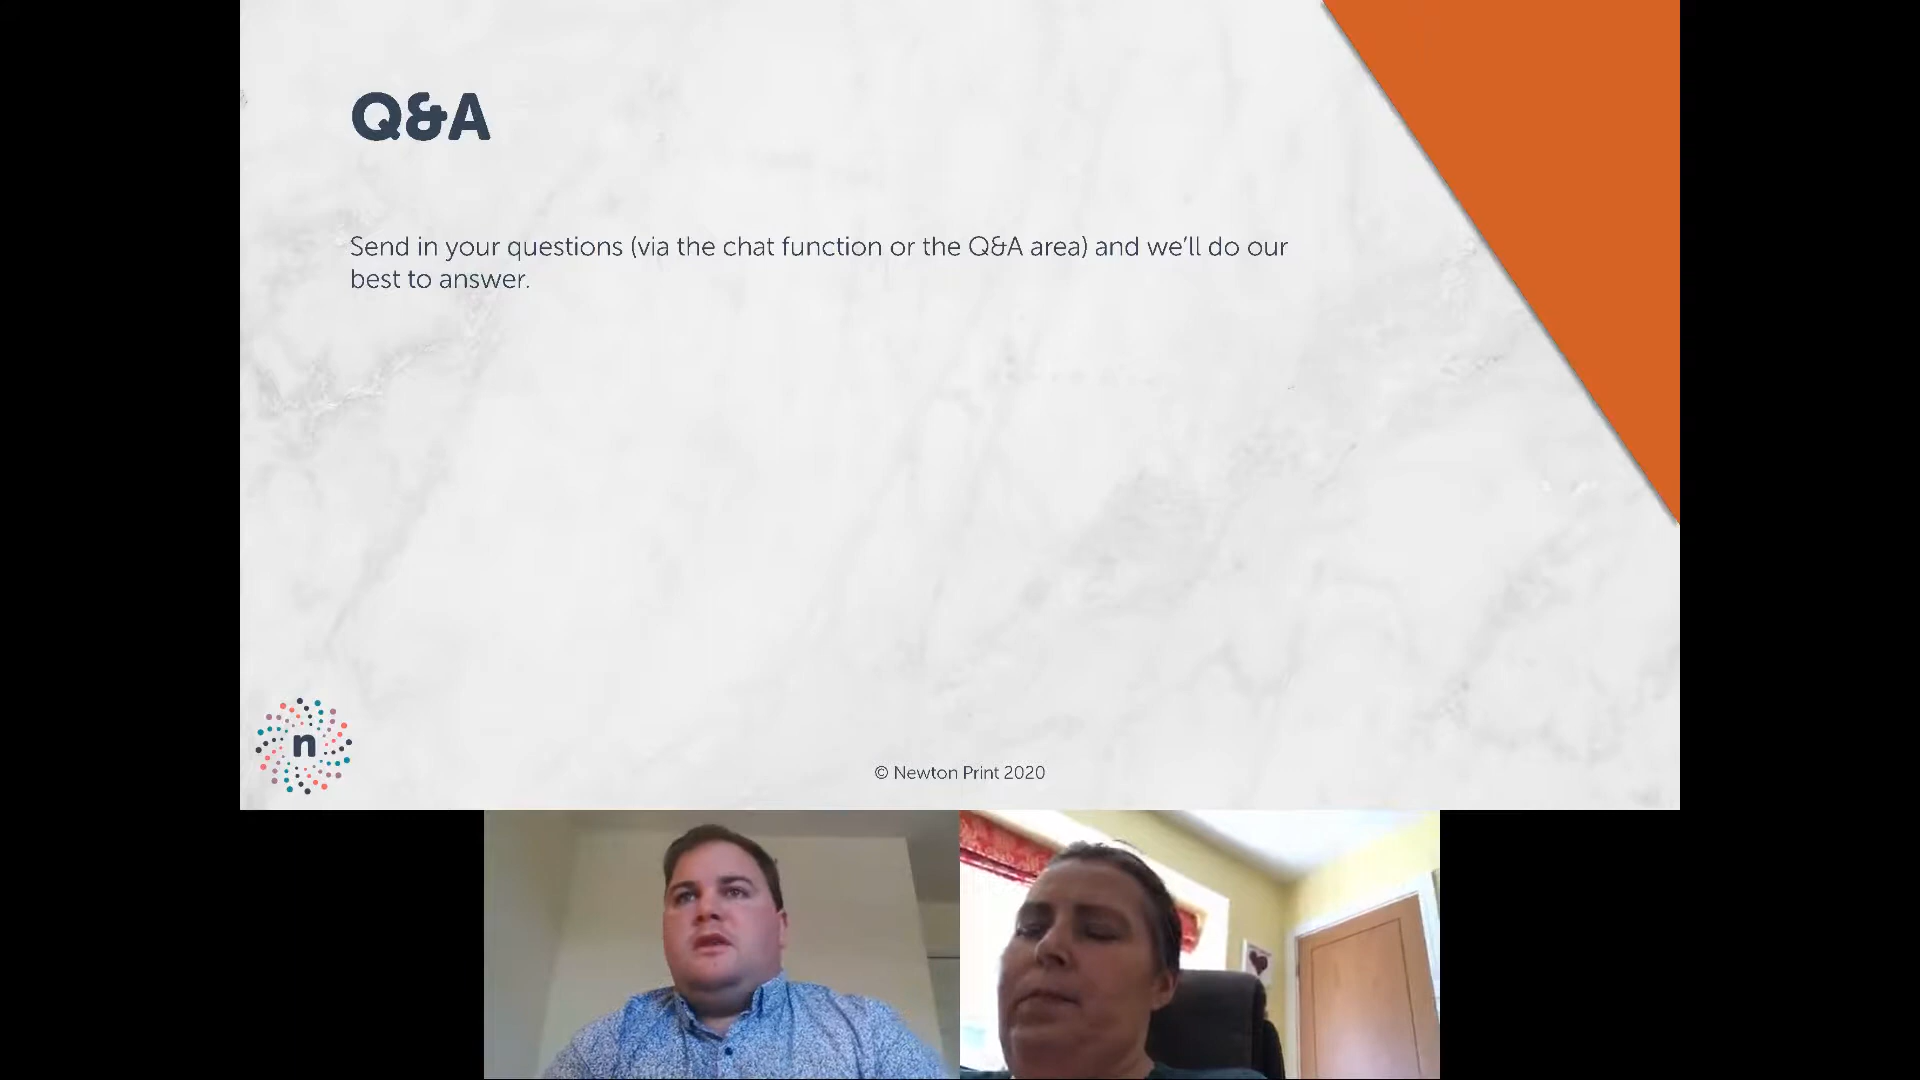 Q&A
Send in your questions (via the chat function or the Q&A area) and we'll do our
best to answer.
n
© Newton Print 2020